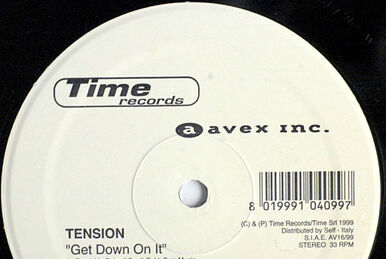 Time
records
a avex inc.
8 019991 040997
(C) & (P) Time Records/Time Srl 1999
Distributed by Self - Italy
S.I.A.E. AV16/99
STEREO 33 RPM
TENSION
"Get Down On It"